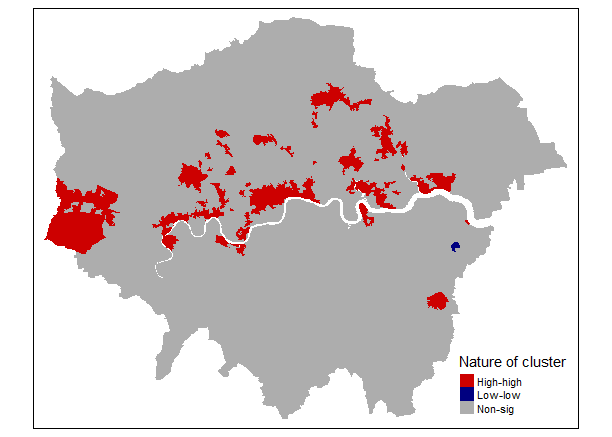 Nature of cluster
High-high
Low-low
Non-sig